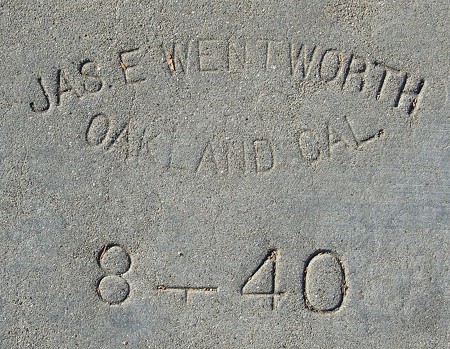 JAS. E WENTWORTH
OAKLAND. CAL.
8-40